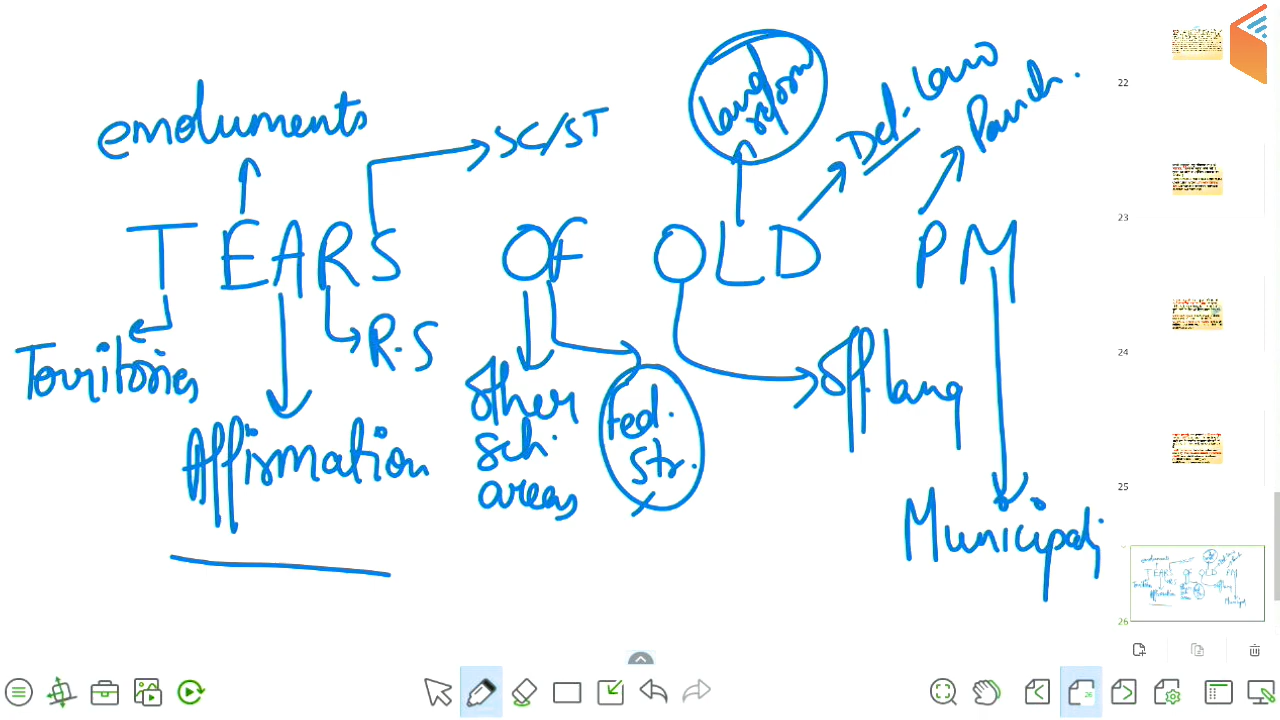 emoluments
SC/ST
land
reform
Def. Law
Panch.
TEARS OF OLD PM
Territories
R.S
Affirmation
Other
Sch.
areas
Fed.
Str.
Off. lang
Municipali
22
23
24
25
26